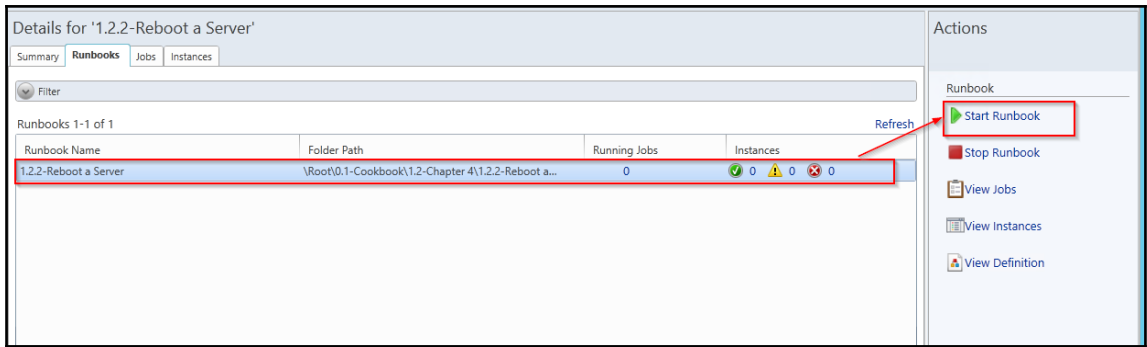 Details for '1.2.2-Reboot a Server'
Summary Runbooks Jobs Instances
Filter
Runbooks 1-1 of 1 Refresh
Runbook Name Folder Path Running Jobs Instances
1.2.2-Reboot a Server \Root\0.1-Cookbook\1.2-Chapter 4\1.2.2-Reboot a... 0 0 0 0
Actions
Runbook
Start Runbook
Stop Runbook
View Jobs
View Instances
View Definition